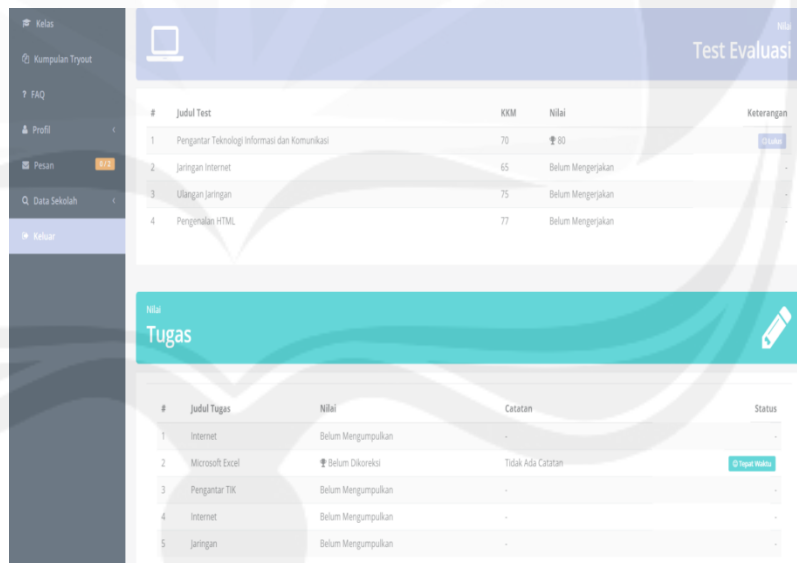 Kelas
Kumpulan Tryout
? FAQ
Profil
Pesan 0 / 2
Data Sekolah
Keluar
Nilai
Test Evaluasi
# Judul Test KKM Nilai Keterangan
1 Pengantar Teknologi Informasi dan Komunikasi 70 80 Lulus
2 Jaringan Internet 65 Belum Mengerjakan -
3 Ulangan Jaringan 75 Belum Mengerjakan -
4 Pengenalan HTML 77 Belum Mengerjakan -
Nilai
Tugas
# Judul Tugas Nilai Catatan Status
1 Internet Belum Mengumpulkan - -
2 Microsoft Excel Belum Dikoreksi Tidak Ada Catatan Tepat Waktu
3 Pengantar TIK Belum Mengumpulkan - -
4 Internet Belum Mengumpulkan - -
5 Jaringan Belum Mengumpulkan - -